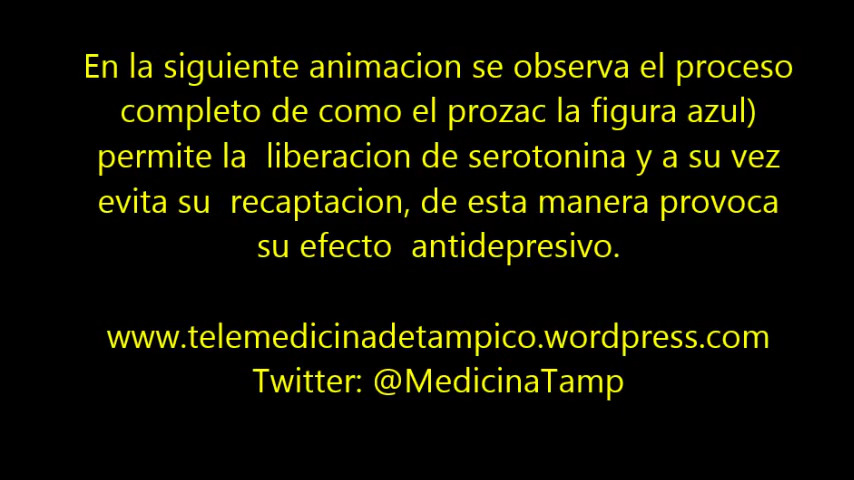 En la siguiente animacion se observa el proceso
completo de como el prozac la figura azul)
permite la  liberacion de serotonina y a su vez
evita su  recaptacion, de esta manera provoca
su efecto  antidepresivo.
www.telemedicinadetampico.wordpress.com
Twitter: @MedicinaTamp